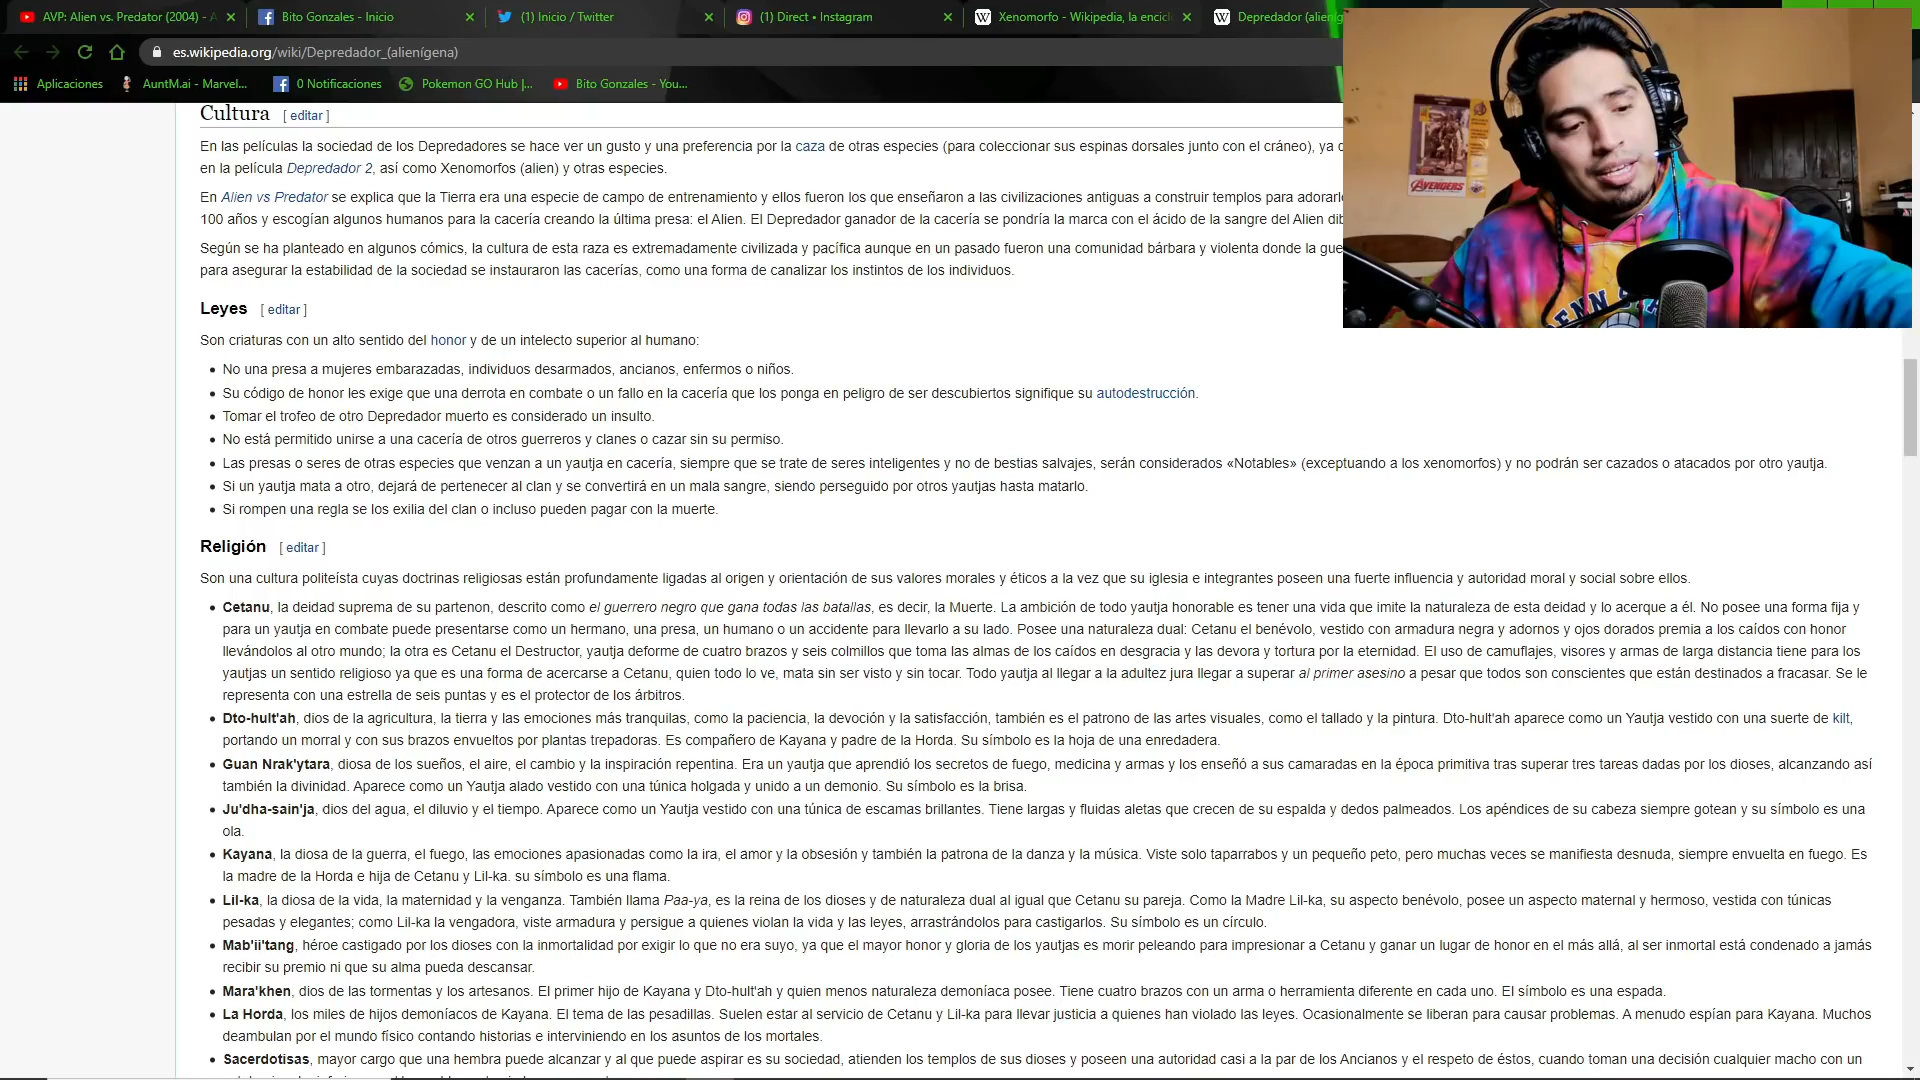 AVP: Alien vs. Predator (2004) - A
Bito Gonzales - Inicio
(1) Inicio / Twitter
(1) Direct • Instagram
Xenomorfo - Wikipedia, la encicl
Depredador (alieníg
es.wikipedia.org/wiki/Depredador_(alienígena)
Aplicaciones
AuntM.ai - Marvel...
0 Notificaciones
Pokemon GO Hub |...
Bito Gonzales - You...
Cultura [ editar ]
En las películas la sociedad de los Depredadores se hace ver un gusto y una preferencia por la caza de otras especies (para coleccionar sus espinas dorsales junto con el cráneo), ya
en la película Depredador 2, así como Xenomorfos (alien) y otras especies.
En Alien vs Predator se explica que la Tierra era una especie de campo de entrenamiento y ellos fueron los que enseñaron a las civilizaciones antiguas a construir templos para adorarl
100 años y escogían algunos humanos para la cacería creando la última presa: el Alien. El Depredador ganador de la cacería se pondría la marca con el ácido de la sangre del Alien dib
Según se ha planteado en algunos cómics, la cultura de esta raza es extremadamente civilizada y pacífica aunque en un pasado fueron una comunidad bárbara y violenta donde la gue
para asegurar la estabilidad de la sociedad se instauraron las cacerías, como una forma de canalizar los instintos de los individuos.
AVENGERS
PENN STA
Leyes [ editar ]
Son criaturas con un alto sentido del honor y de un intelecto superior al humano:
• No una presa a mujeres embarazadas, individuos desarmados, ancianos, enfermos o niños.
• Su código de honor les exige que una derrota en combate o un fallo en la cacería que los ponga en peligro de ser descubiertos signifique su autodestrucción.
• Tomar el trofeo de otro Depredador muerto es considerado un insulto.
• No está permitido unirse a una cacería de otros guerreros y clanes o cazar sin su permiso.
• Las presas o seres de otras especies que venzan a un yautja en cacería, siempre que se trate de seres inteligentes y no de bestias salvajes, serán considerados «Notables» (exceptuando a los xenomorfos) y no podrán ser cazados o atacados por otro yautja.
• Si un yautja mata a otro, dejará de pertenecer al clan y se convertirá en un mala sangre, siendo perseguido por otros yautjas hasta matarlo.
• Si rompen una regla se los exilia del clan o incluso pueden pagar con la muerte.
Religión [ editar ]
Son una cultura politeísta cuyas doctrinas religiosas están profundamente ligadas al origen y orientación de sus valores morales y éticos a la vez que su iglesia e integrantes poseen una fuerte influencia y autoridad moral y social sobre ellos.
• Cetanu, la deidad suprema de su partenon, descrito como el guerrero negro que gana todas las batallas, es decir, la Muerte. La ambición de todo yautja honorable es tener una vida que imite la naturaleza de esta deidad y lo acerque a él. No posee una forma fija y
para un yautja en combate puede presentarse como un hermano, una presa, un humano o un accidente para llevarlo a su lado. Posee una naturaleza dual: Cetanu el benévolo, vestido con armadura negra y adornos y ojos dorados premia a los caídos con honor
llevándolos al otro mundo; la otra es Cetanu el Destructor, yautja deforme de cuatro brazos y seis colmillos que toma las almas de los caídos en desgracia y las devora y tortura por la eternidad. El uso de camuflajes, visores y armas de larga distancia tiene para los
yautjas un sentido religioso ya que es una forma de acercarse a Cetanu, quien todo lo ve, mata sin ser visto y sin tocar. Todo yautja al llegar a la adultez jura llegar a superar al primer asesino a pesar que todos son conscientes que están destinados a fracasar. Se le
representa con una estrella de seis puntas y es el protector de los árbitros.
• Dto-hult'ah, dios de la agricultura, la tierra y las emociones más tranquilas, como la paciencia, la devoción y la satisfacción, también es el patrono de las artes visuales, como el tallado y la pintura. Dto-hult'ah aparece como un Yautja vestido con una suerte de kilt,
portando un morral y con sus brazos envueltos por plantas trepadoras. Es compañero de Kayana y padre de la Horda. Su símbolo es la hoja de una enredadera.
• Guan Nrak'ytara, diosa de los sueños, el aire, el cambio y la inspiración repentina. Era un yautja que aprendió los secretos de fuego, medicina y armas y los enseñó a sus camaradas en la época primitiva tras superar tres tareas dadas por los dioses, alcanzando así
también la divinidad. Aparece como un Yautja alado vestido con una túnica holgada y unido a un demonio. Su símbolo es la brisa.
• Ju'dha-sain'ja, dios del agua, el diluvio y el tiempo. Aparece como un Yautja vestido con una túnica de escamas brillantes. Tiene largas y fluidas aletas que crecen de su espalda y dedos palmeados. Los apéndices de su cabeza siempre gotean y su símbolo es una
ola.
• Kayana, la diosa de la guerra, el fuego, las emociones apasionadas como la ira, el amor y la obsesión y también la patrona de la danza y la música. Viste solo taparrabos y un pequeño peto, pero muchas veces se manifiesta desnuda, siempre envuelta en fuego. Es
la madre de la Horda e hija de Cetanu y Lil-ka. su símbolo es una flama.
• Lil-ka, la diosa de la vida, la maternidad y la venganza. También llama Paa-ya, es la reina de los dioses y de naturaleza dual al igual que Cetanu su pareja. Como la Madre Lil-ka, su aspecto benévolo, posee un aspecto maternal y hermoso, vestida con túnicas
pesadas y elegantes; como Lil-ka la vengadora, viste armadura y persigue a quienes violan la vida y las leyes, arrastrándolos para castigarlos. Su símbolo es un círculo.
• Mab'ii'tang, héroe castigado por los dioses con la inmortalidad por exigir lo que no era suyo, ya que el mayor honor y gloria de los yautjas es morir peleando para impresionar a Cetanu y ganar un lugar de honor en el más allá, al ser inmortal está condenado a jamás
recibir su premio ni que su alma pueda descansar.
• Mara'khen, dios de las tormentas y los artesanos. El primer hijo de Kayana y Dto-hult'ah y quien menos naturaleza demoníaca posee. Tiene cuatro brazos con un arma o herramienta diferente en cada uno. El símbolo es una espada.
• La Horda, los miles de hijos demoníacos de Kayana. El tema de las pesadillas. Suelen estar al servicio de Cetanu y Lil-ka para llevar justicia a quienes han violado las leyes. Ocasionalmente se liberan para causar problemas. A menudo espían para Kayana. Muchos
deambulan por el mundo físico contando historias e interviniendo en los asuntos de los mortales.
• Sacerdotisas, mayor cargo que una hembra puede alcanzar y al que puede aspirar es su sociedad, atienden los templos de sus dioses y poseen una autoridad casi a la par de los Ancianos y el respeto de éstos, cuando toman una decisión cualquier macho con un